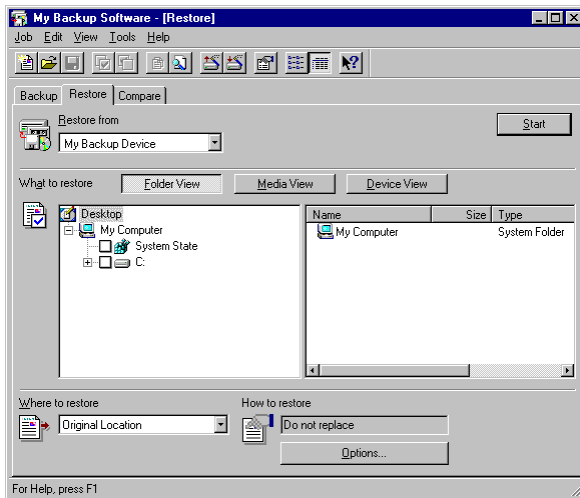 My Backup Software - [Restore]
Job Edit View Tools Help
Backup Restore Compare
Restore from
My Backup Device
Start
What to restore Folder View Media View Device View
Desktop
My Computer
System State
C:
Name Size Type
My Computer System Folder
Where to restore
Original Location
How to restore
Do not replace
Options...
For Help, press F1